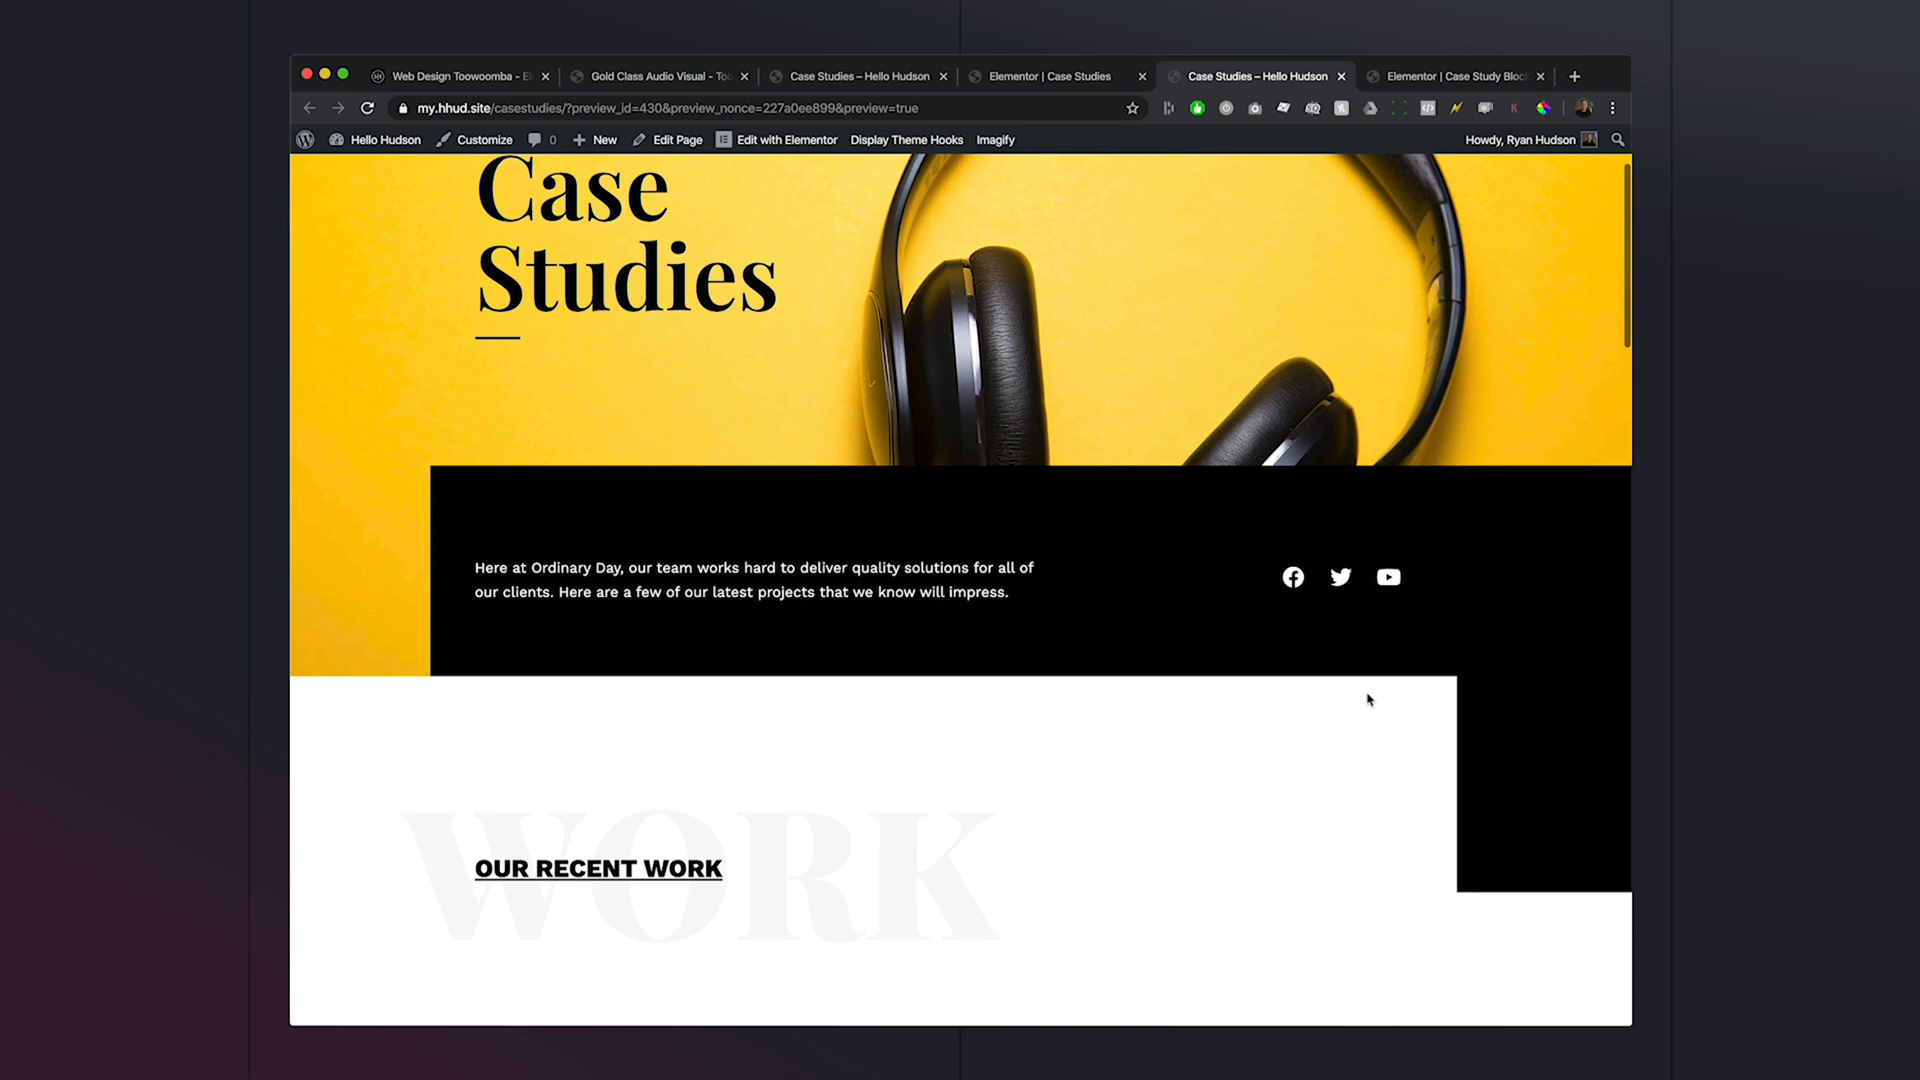 Web Design Toowoomba - El
Gold Class Audio Visual - Too
Case Studies – Hello Hudson
Elementor | Case Studies
Case Studies – Hello Hudson
Elementor | Case Study Block
my.hhud.site/casestudies/?preview_id=430&preview_nonce=227a0ee899&preview=true
Hello Hudson
Customize
0
New
Edit Page
Edit with Elementor
Display Theme Hooks
Imagify
Howdy, Ryan Hudson
Case
Studies
Here at Ordinary Day, our team works hard to deliver quality solutions for all of
our clients. Here are a few of our latest projects that we know will impress.
WORK
OUR RECENT WORK